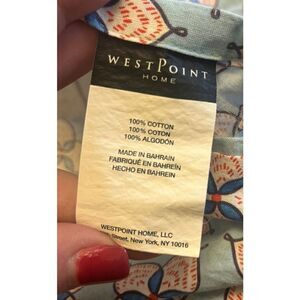 WESTPOINT
HOME
100% COTTON
100% COTON
100% ALGODÓN
MADE IN BAHRAIN
FABRIQUÉ EN BAHREÏN
HECHO EN BAHREIN
WESTPOINT HOME, LLC
Street, New York, NY 10016